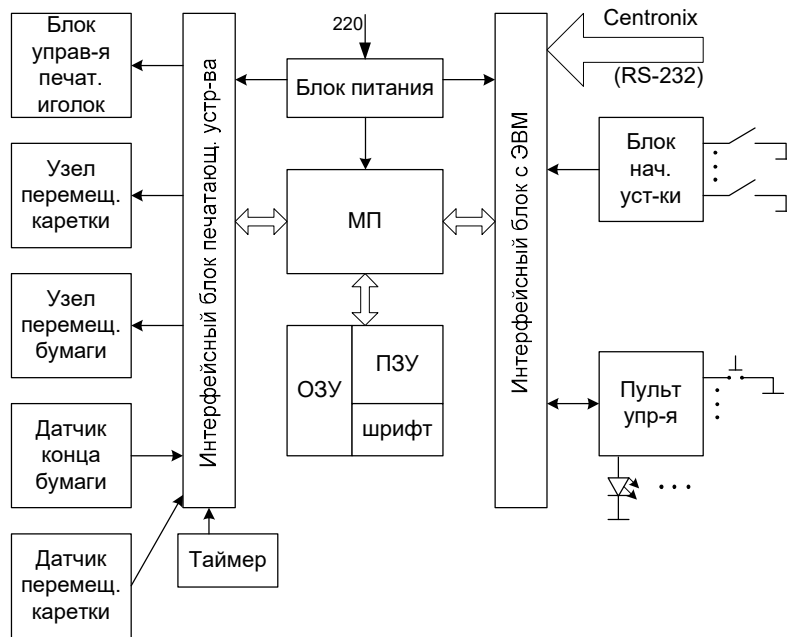 Блок
управ-я
печат.
иголок
Узел
перемещ.
каретки
Узел
перемещ.
бумаги
Датчик
конца
бумаги
Датчик
перемещ.
каретки
Интерфейсный блок печатающ. устр-ва
Таймер
220
Блок питания
МП
ОЗУ
ПЗУ
шрифт
Интерфейсный блок с ЭВМ
Centronix
(RS-232)
Блок
нач.
уст-ки
Пульт
упр-я